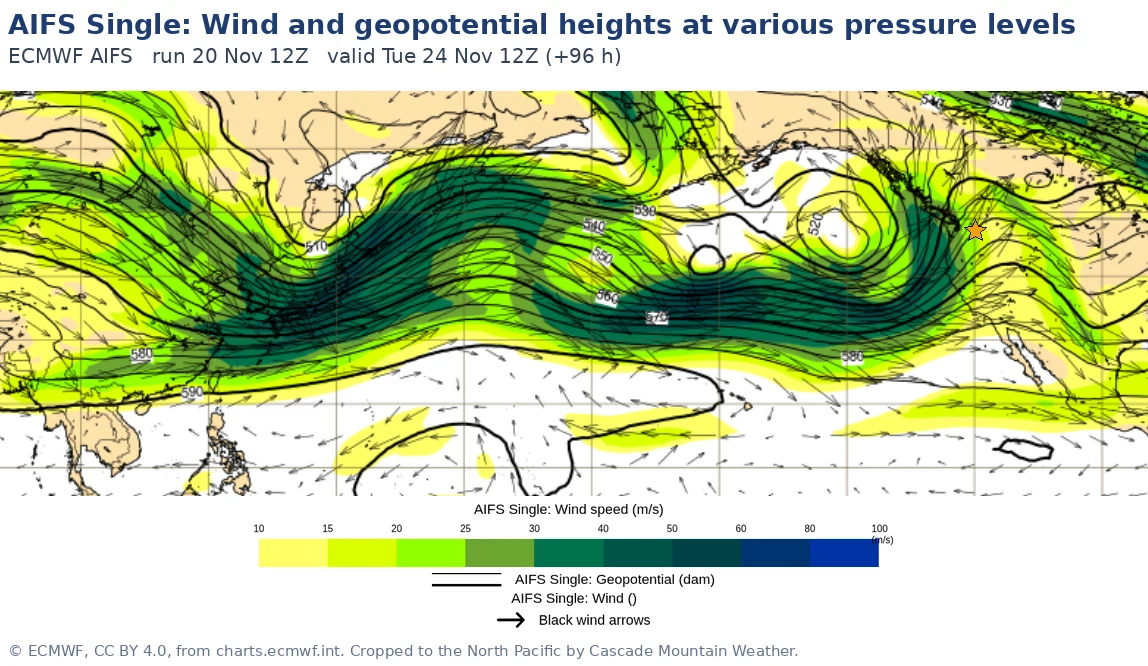 AIFS Single: Wind and geopotential heights at various pressure levels
ECMWF AIFS run 20 Nov 12Z valid Tue 24 Nov 12Z (+96 h)
530
540
520
510
550
560
570
580
580
590
AIFS Single: Wind speed (m/s)
10 15 20 25 30 40 50 60 80 100
(m/s)
AIFS Single: Geopotential (dam)
AIFS Single: Wind ()
Black wind arrows
© ECMWF, CC BY 4.0, from charts.ecmwf.int. Cropped to the North Pacific by Cascade Mountain Weather.